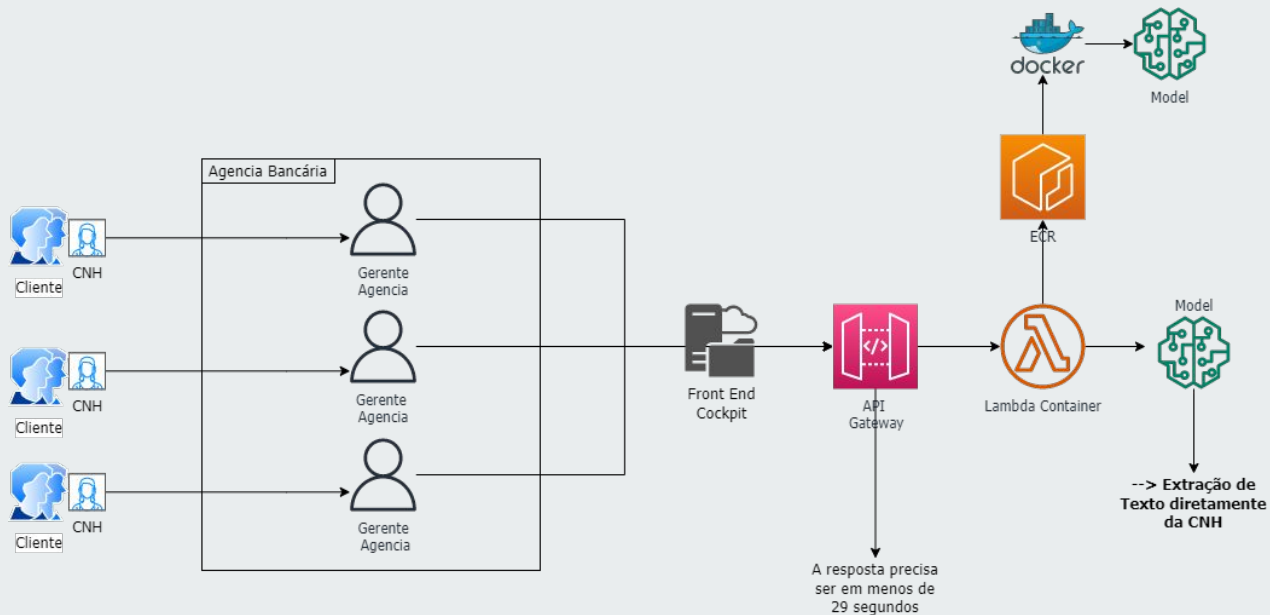 docker
Model
Agencia Bancária
ECR
CNH
Cliente
Gerente
Agencia
Model
CNH
Cliente
Gerente
Agencia
Front End
Cockpit
API
Gateway
Lambda Container
CNH
Cliente
Gerente
Agencia
--> Extração de
Texto diretamente
da CNH
A resposta precisa
ser em menos de
29 segundos